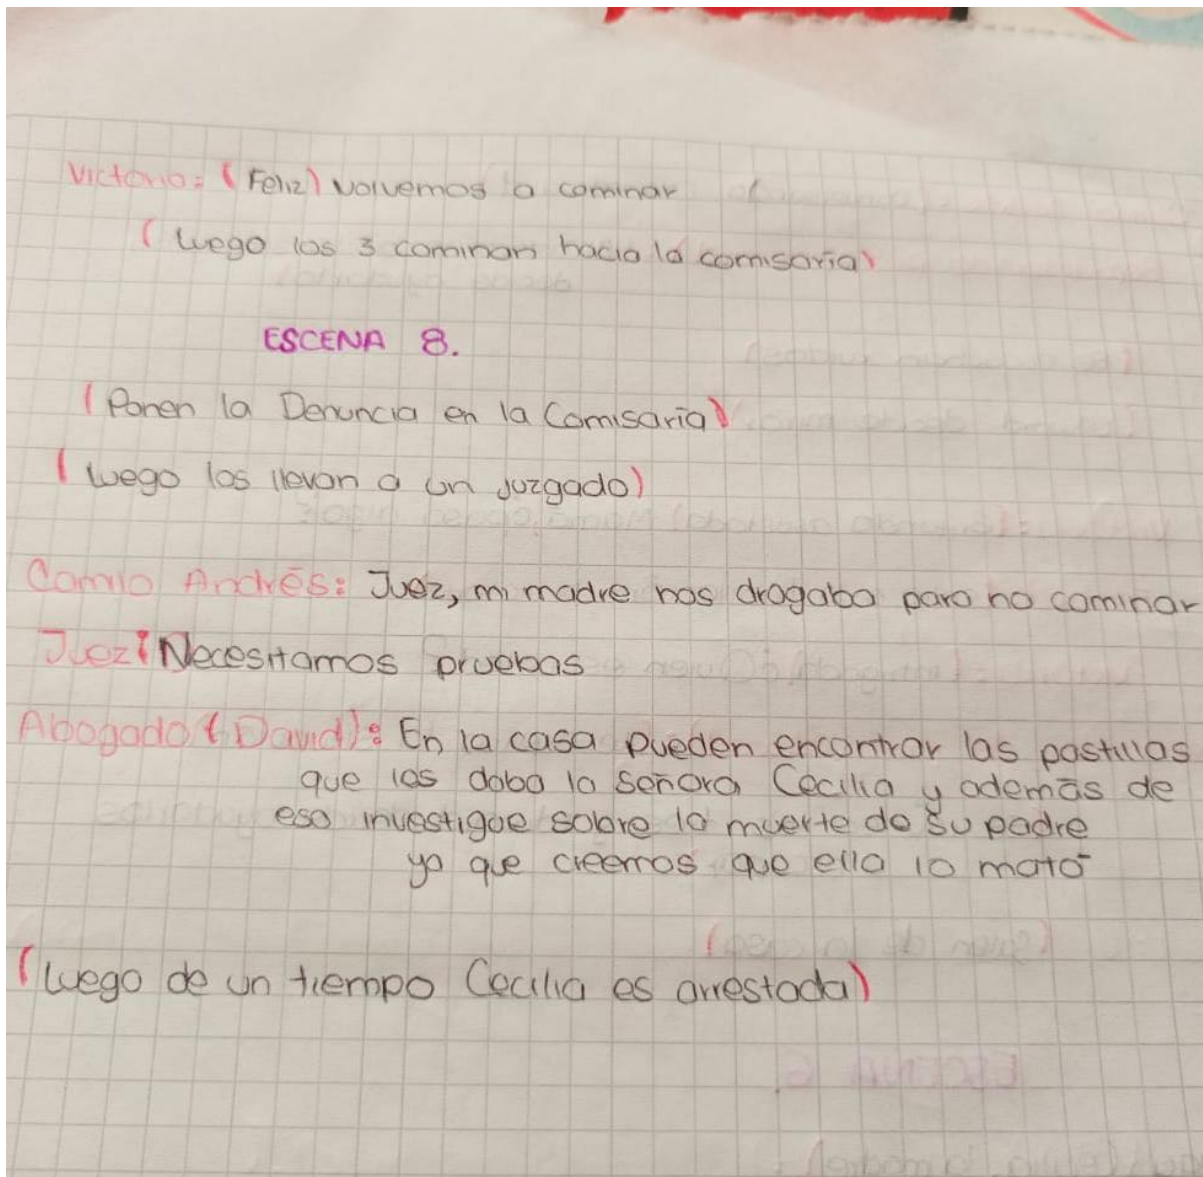 Victoria: (Feliz) volvemos a caminar
(Luego los 3 caminan hacia la comisaria)
ESCENA 8.
(Ponen la Denuncia en la Comisaría)
(Luego los llevan a un juzgado)
Camilo Andrés: Juez, mi madre nos drogaba para no caminar
Juez: Necesitamos pruebas
Abogado (David): En la casa pueden encontrar las pastillas
que les daba la señora Cecilia y además de
eso investigue sobre la muerte de su padre
ya que creemos que ella lo mató
(Luego de un tiempo Cecilia es arrestada)